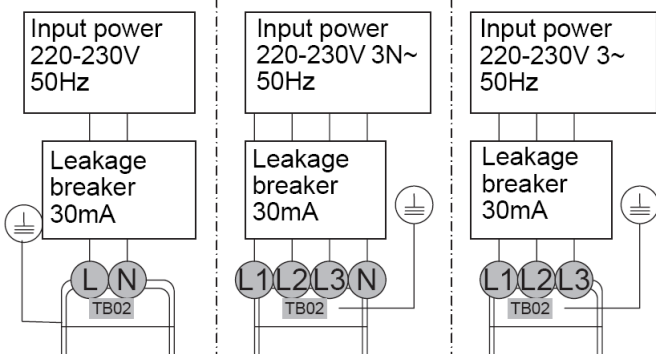 Input power
220-230V
50Hz
Leakage
breaker
30mA
L N
TB02
Input power
220-230V 3N~
50Hz
Leakage
breaker
30mA
L1 L2 L3 N
TB02
Input power
220-230V 3~
50Hz
Leakage
breaker
30mA
L1 L2 L3
TB02